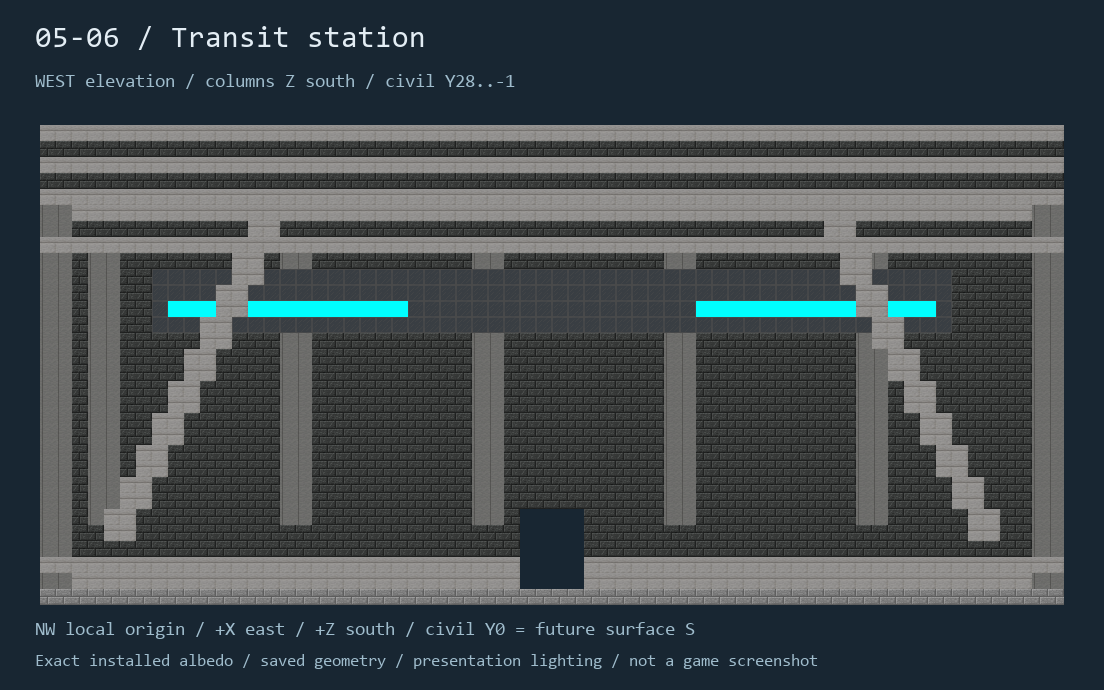 05-06 / Transit station
WEST elevation / columns Z south / civil Y28..-1
NW local origin / +X east / +Z south / civil Y0 = future surface S
Exact installed albedo / saved geometry / presentation lighting / not a game screenshot